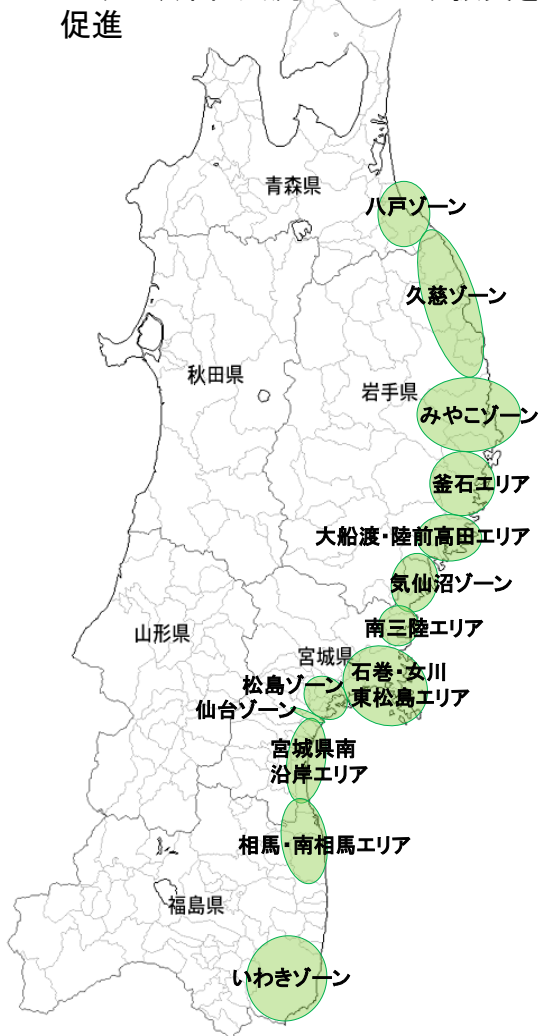 促進
青森県
八戸ゾーン
久慈ゾーン
秋田県
岩手県
みやこゾーン
釜石エリア
大船渡・陸前高田エリア
気仙沼ゾーン
南三陸エリア
山形県
宮城県
石巻・女川
東松島エリア
松島ゾーン
仙台ゾーン
宮城県南
沿岸エリア
相馬・南相馬エリア
福島県
いわきゾーン